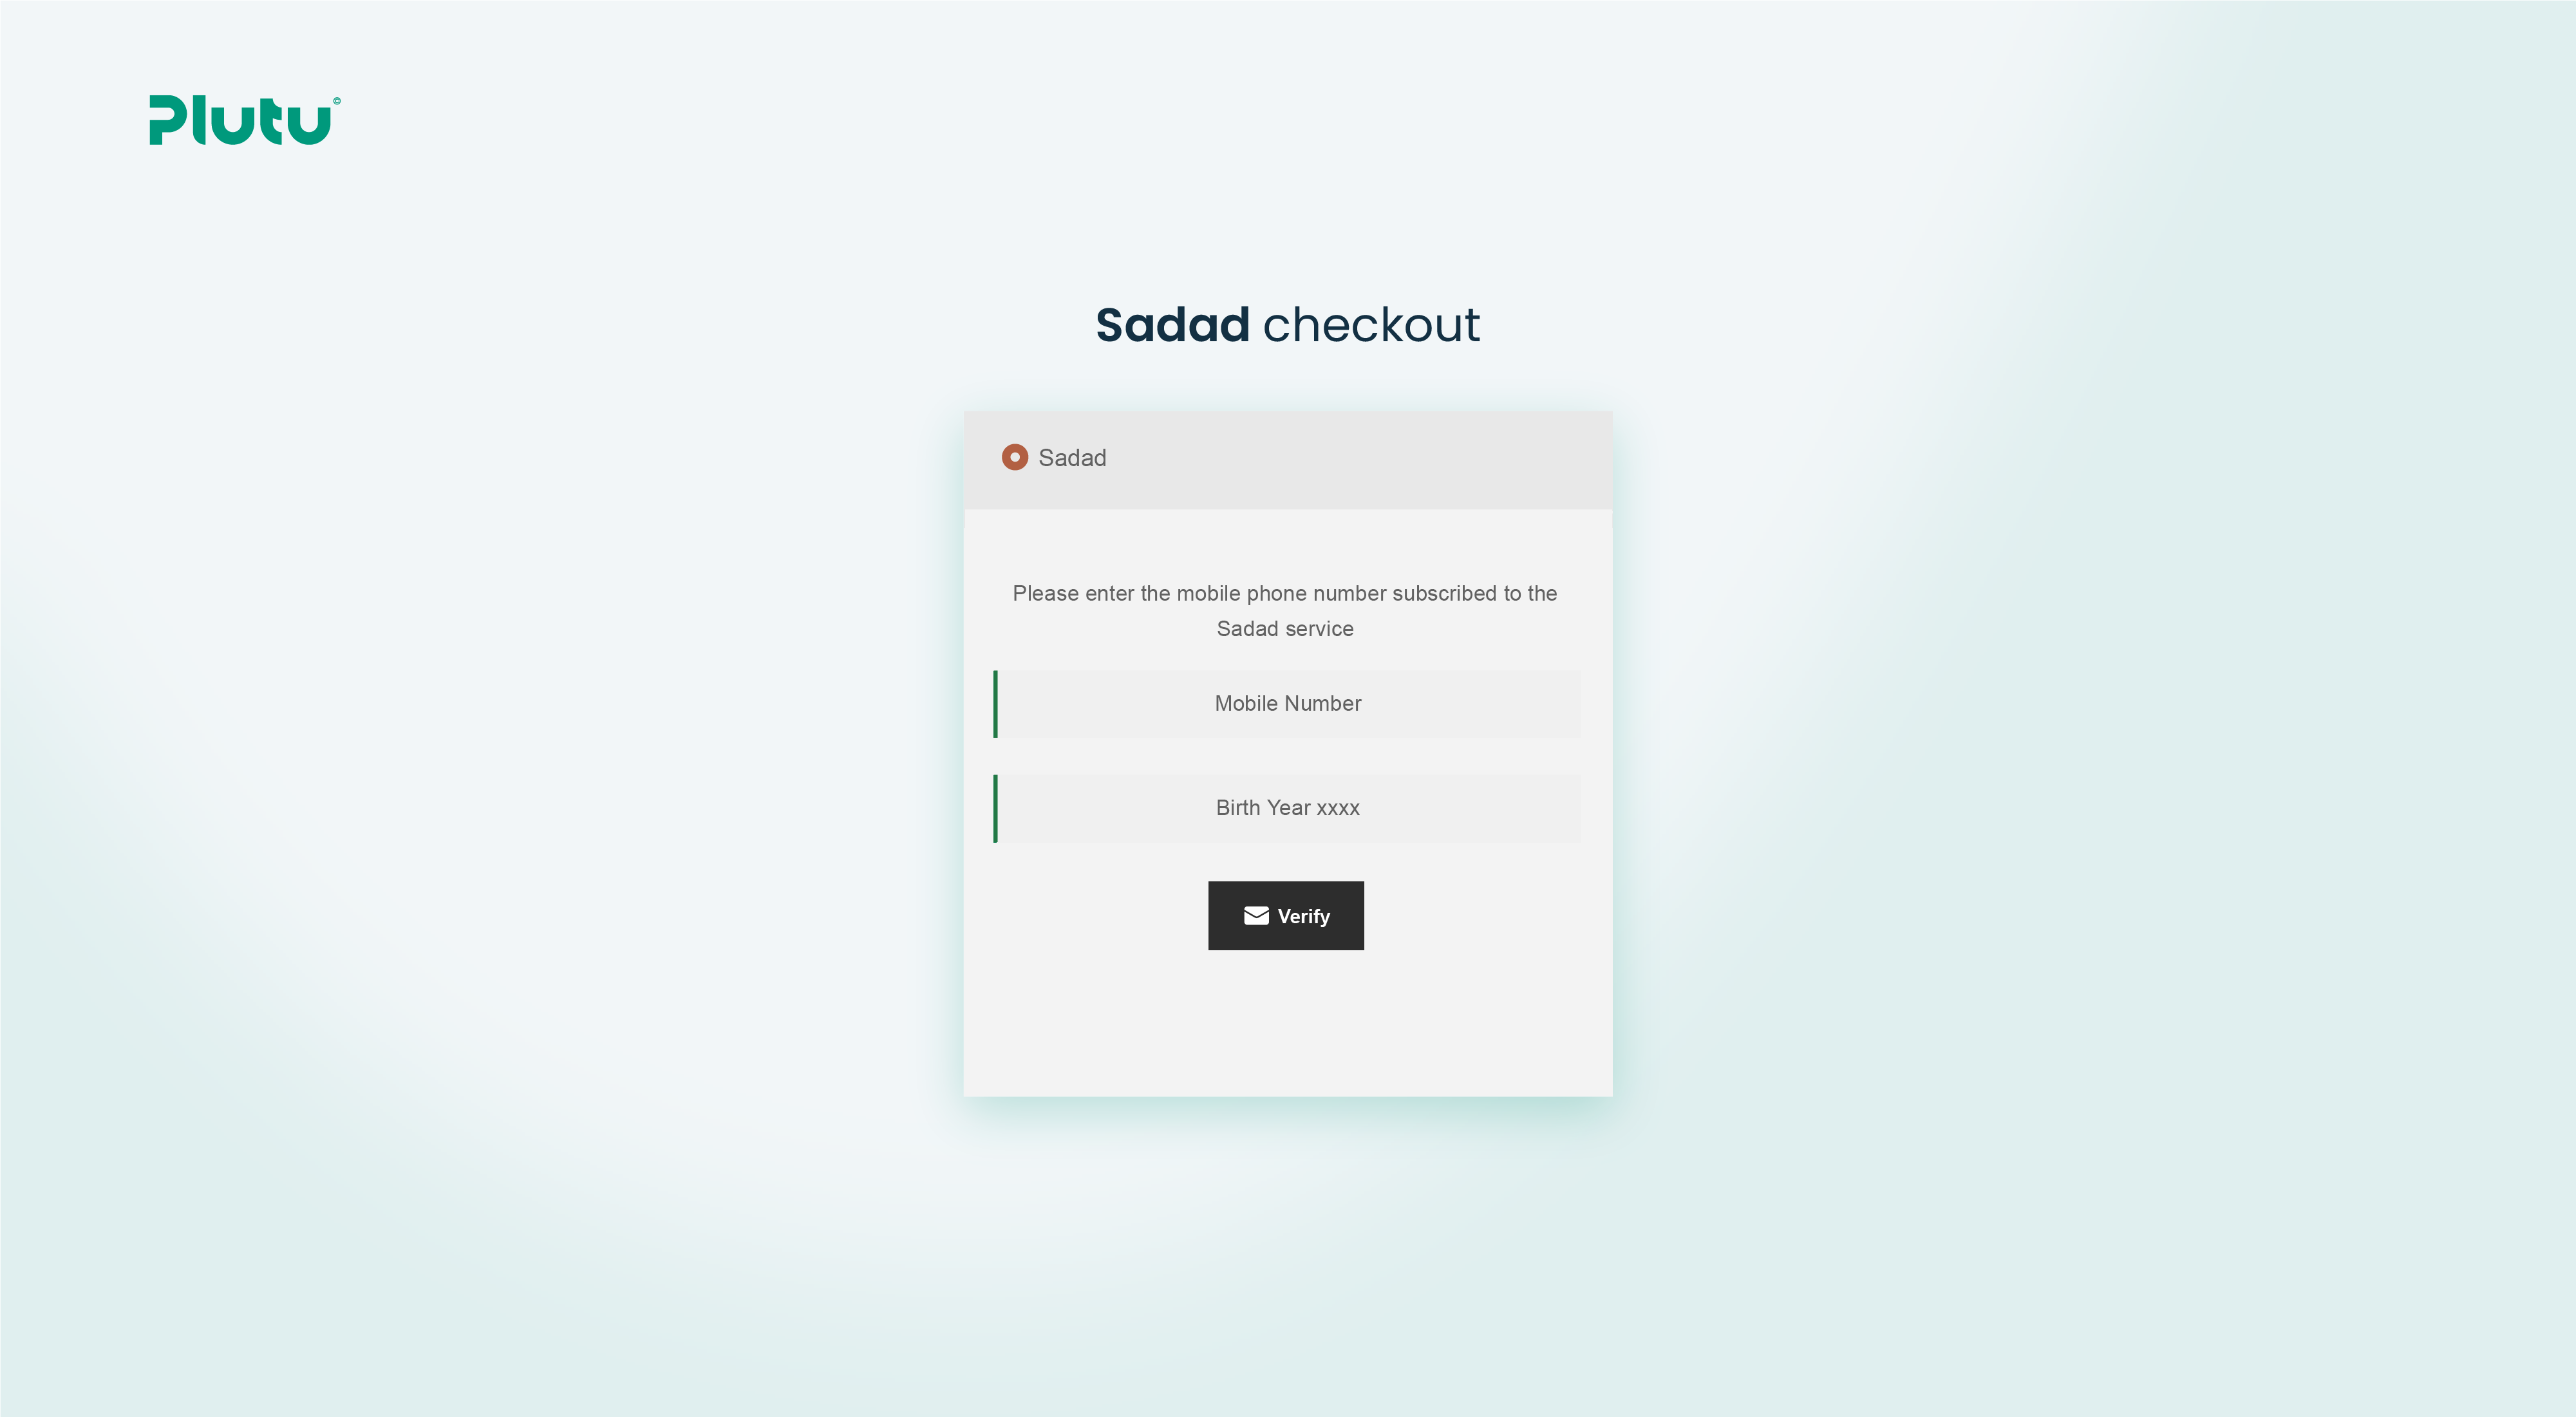 Plutu©
Sadad checkout
Sadad
Please enter the mobile phone number subscribed to the
Sadad service
Mobile Number
Birth Year xxxx
Verify